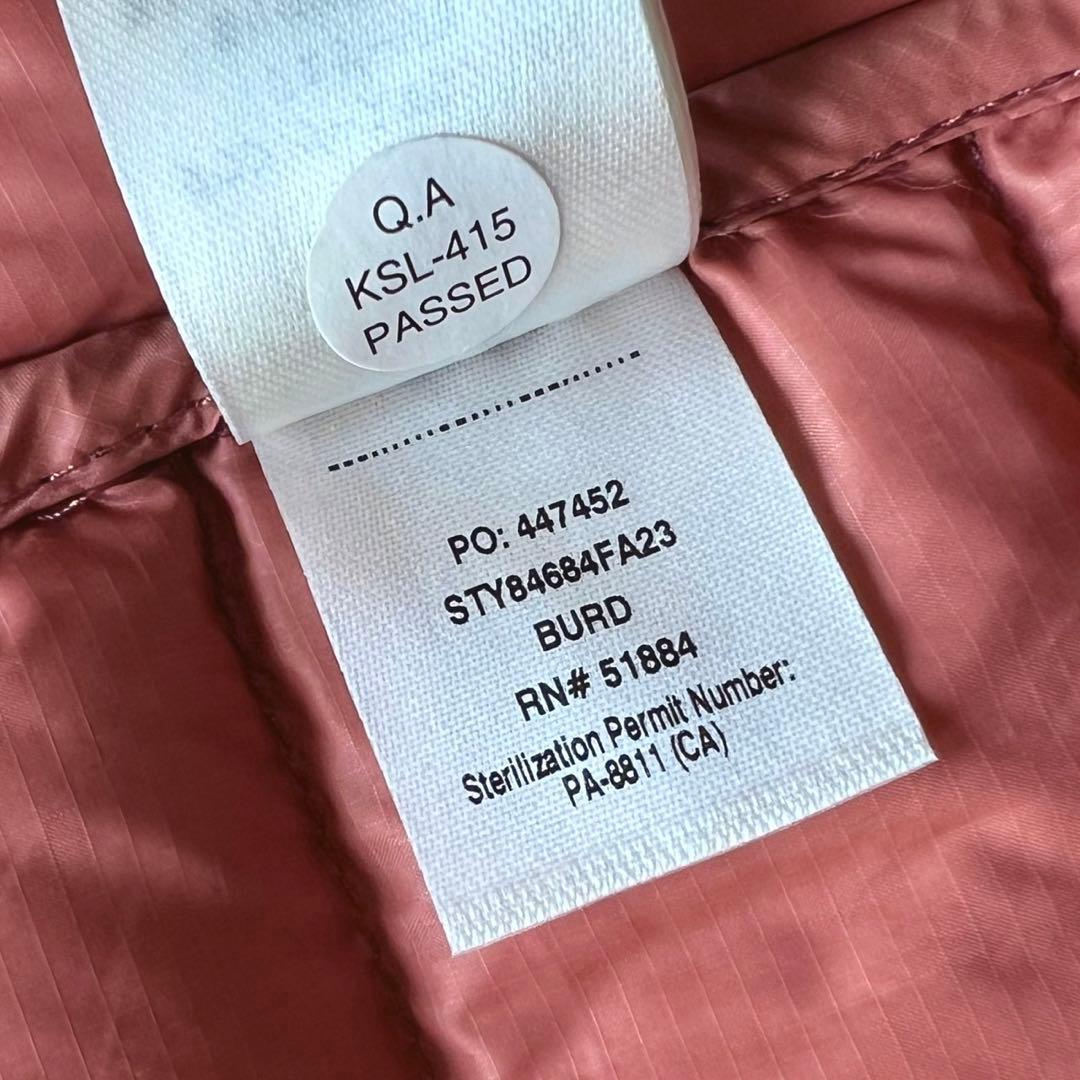 Q.A
KSL-415
PASSED
PO: 447452
STY84684FA23
BURD
RN# 51884
Sterilization Permit Number:
PA-8811 (CA)